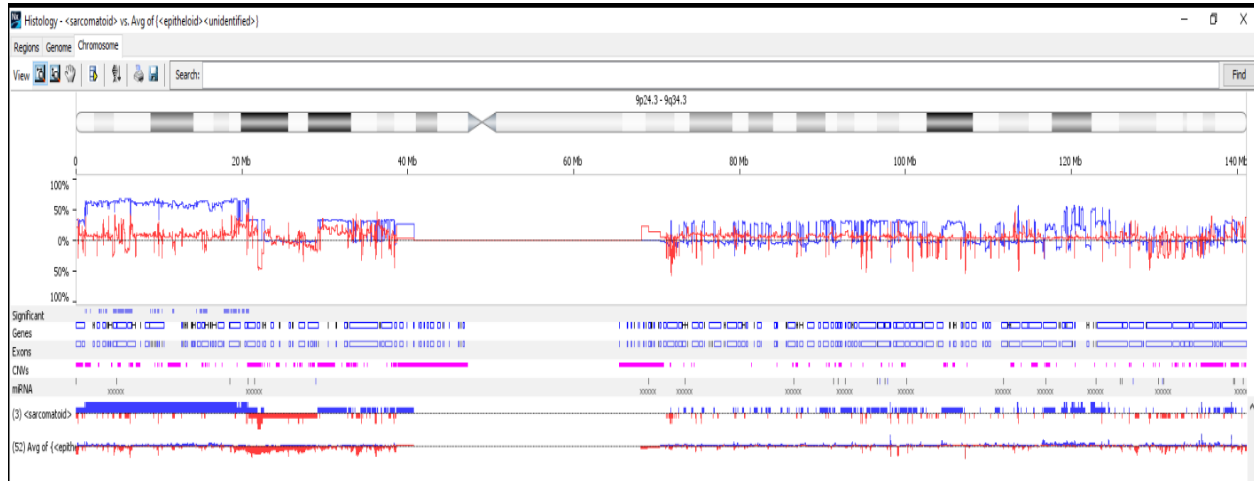 Histology - <sarcomatoid> vs. Avg of {<epitheloid><unidentified>}
Regions Genome Chromosome
View Search: Find
9p24.3 - 9q34.3
0 20 Mb 40 Mb 60 Mb 80 Mb 100 Mb 120 Mb 140 Mb
100%
50%
0%
50%
100%
Significant
Genes
Exons
CNVs
mRNA
(3) <sarcomatoid>
(52) Avg of {<epith